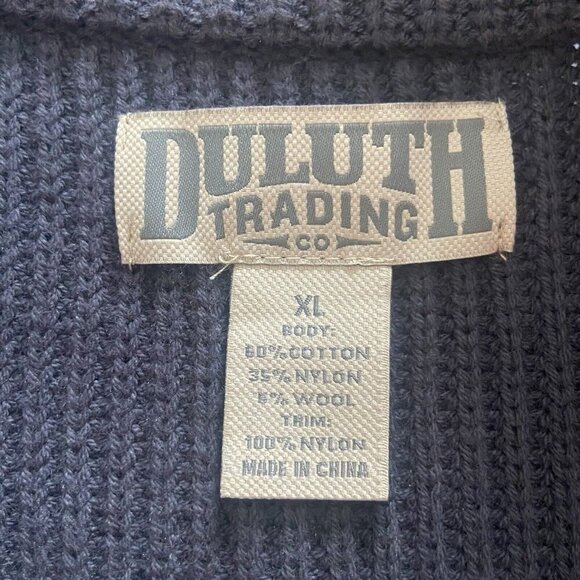 DULUTH
TRADING
CO
XL
BODY:
60% COTTON
35% NYLON
5% WOOL
TRIM:
100% NYLON
MADE IN CHINA